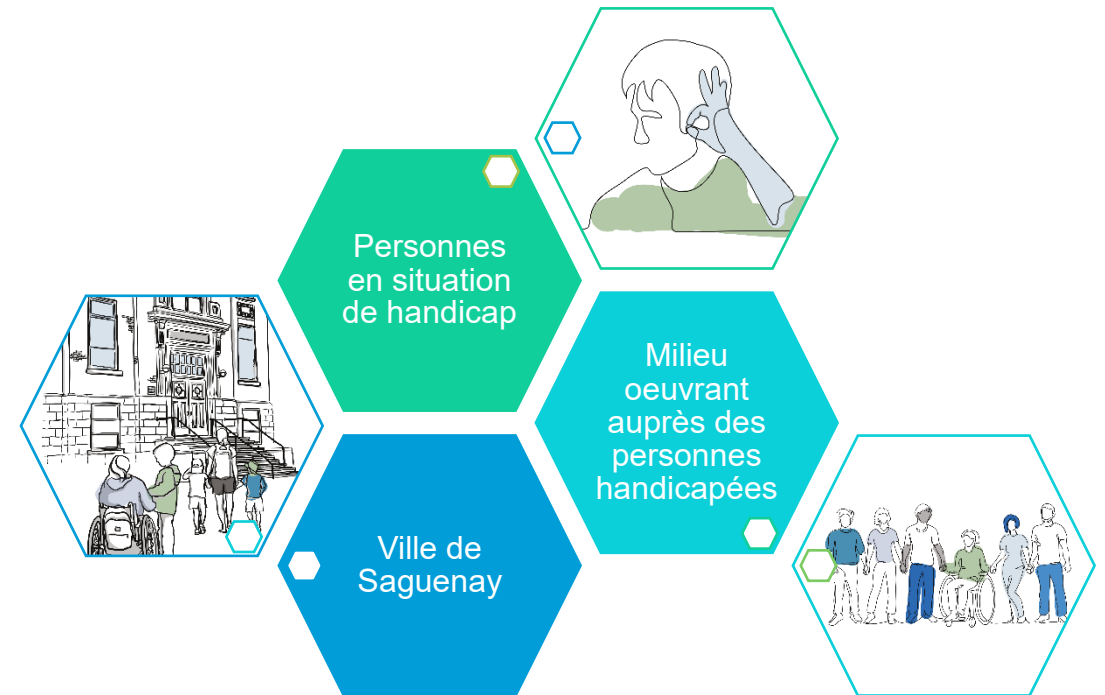 Personnes
en situation
de handicap
Milieu
oeuvrant
auprès des
personnes
handicapées
Ville de
Saguenay